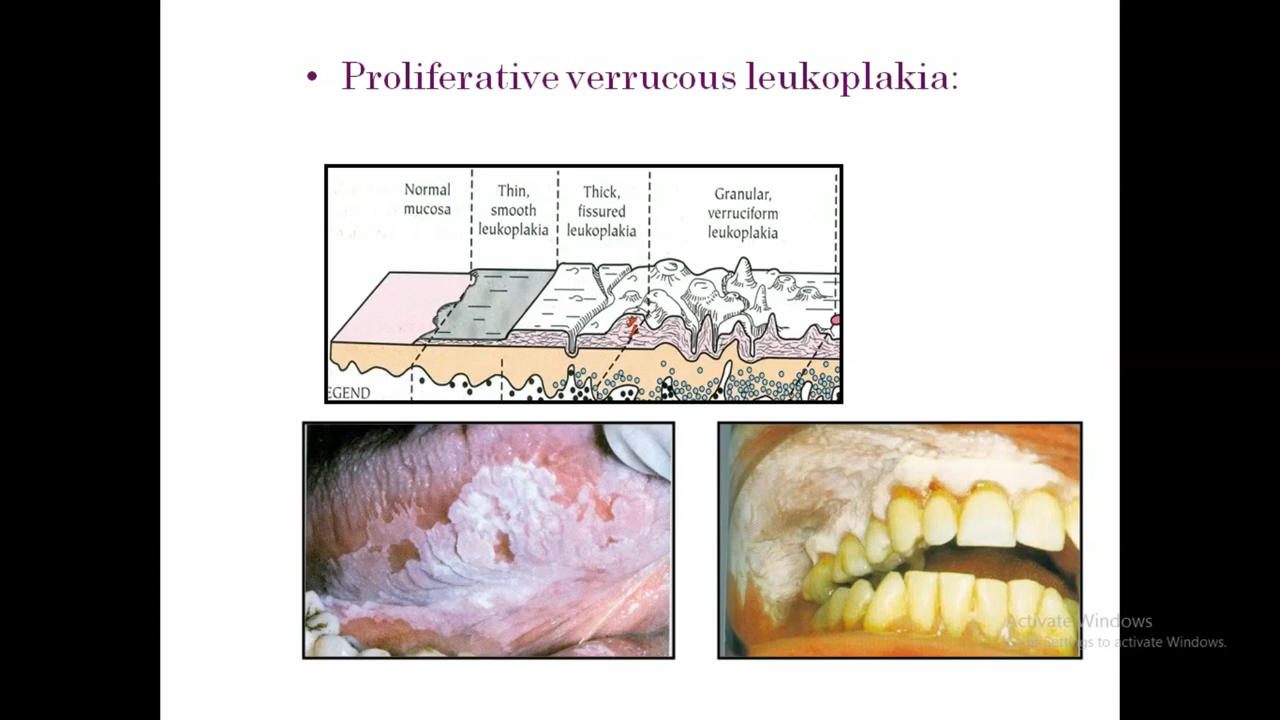 • Proliferative verrucous leukoplakia:
Normal
mucosa
Thin,
smooth
leukoplakia
Thick,
fissured
leukoplakia
Granular,
verruciform
leukoplakia
EGEND
Activate Windows
to activate Windows.